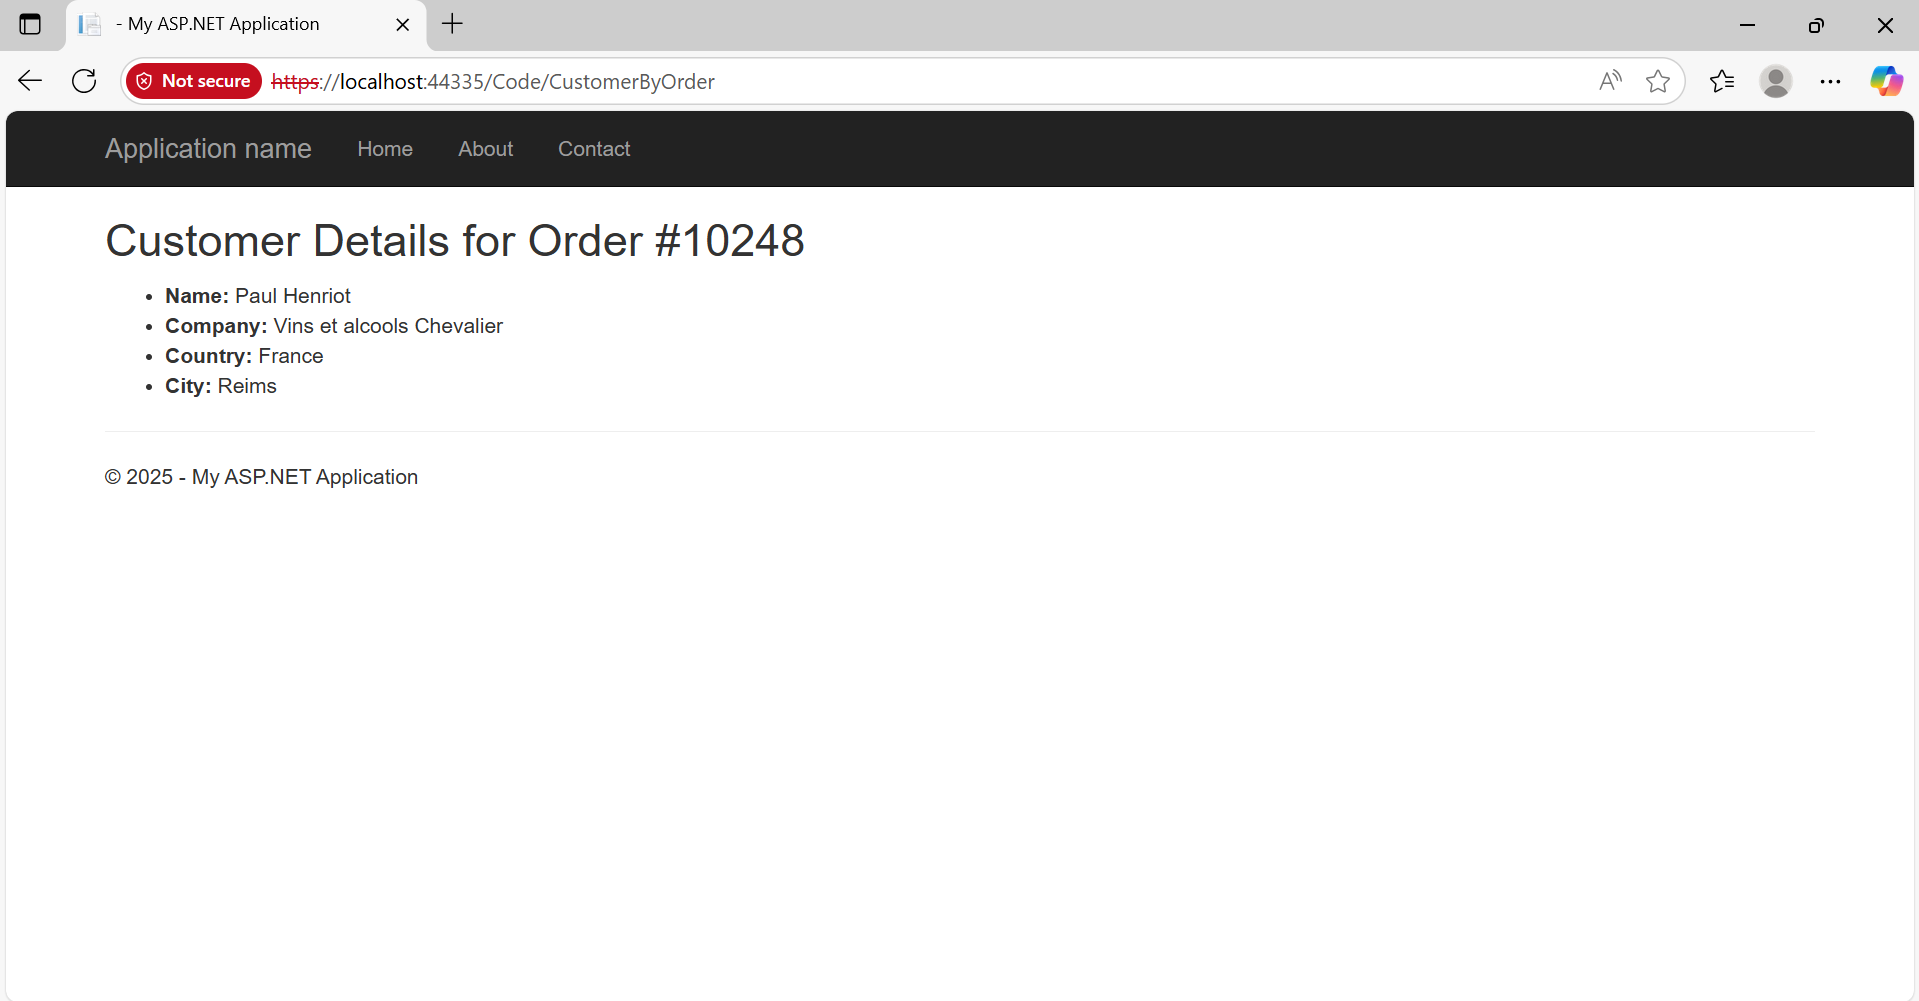 - My ASP.NET Application
Not secure https://localhost:44335/Code/CustomerByOrder
Application name Home About Contact
Customer Details for Order #10248
• Name: Paul Henriot
• Company: Vins et alcools Chevalier
• Country: France
• City: Reims
© 2025 - My ASP.NET Application